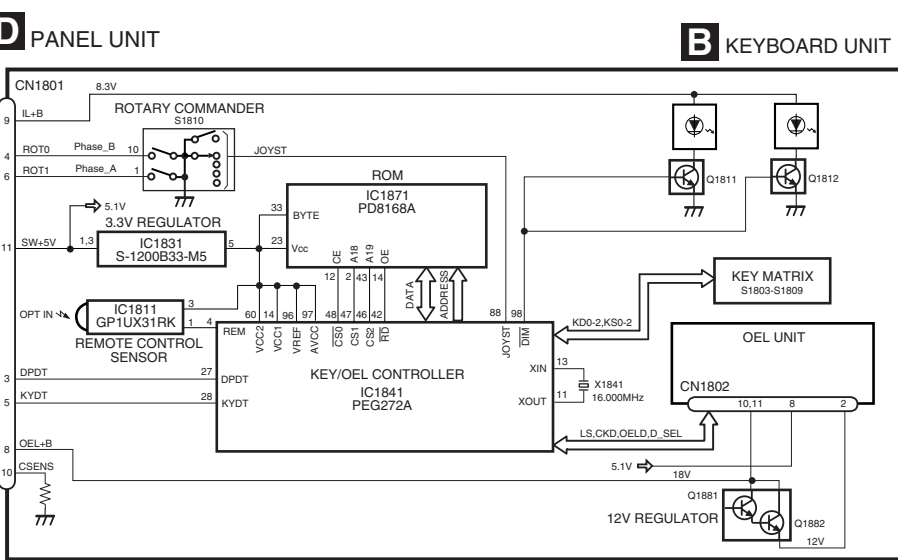 D PANEL UNIT
B KEYBOARD UNIT
CN1801
8.3V
9 IL+B
ROTARY COMMANDER
S1810
4 ROT0 Phase_B 10
JOYST
6 ROT1 Phase_A 1
ROM
IC1871
PD8168A
33 BYTE
23 Vcc
CE A18 A19 OE
12 2 43 14
Q1811
Q1812
5.1V
3.3V REGULATOR
11 SW+5V 1,3
IC1831
S-1200B33-M5
5
DATA
ADDRESS
KEY MATRIX
S1803-S1809
OPT IN
IC1811
GP1UX31RK
3
1 4
REMOTE CONTROL
SENSOR
60 14 96 97 48 47 46 42
88 98
REM
VCC2 VCC1 VREF AVCC CS0 CS1 CS2 RD
JOYST DIM
KD0-2,KS0-2
OEL UNIT
KEY/OEL CONTROLLER
IC1841
PEG272A
3 DPDT 27 DPDT
5 KYDT 28 KYDT
XIN 13
XOUT 11
X1841
16.000MHz
CN1802
10,11 8 2
LS,CKD,OELD,D_SEL
8 OEL+B
10 CSENS
5.1V
18V
Q1881
12V REGULATOR
Q1882
12V